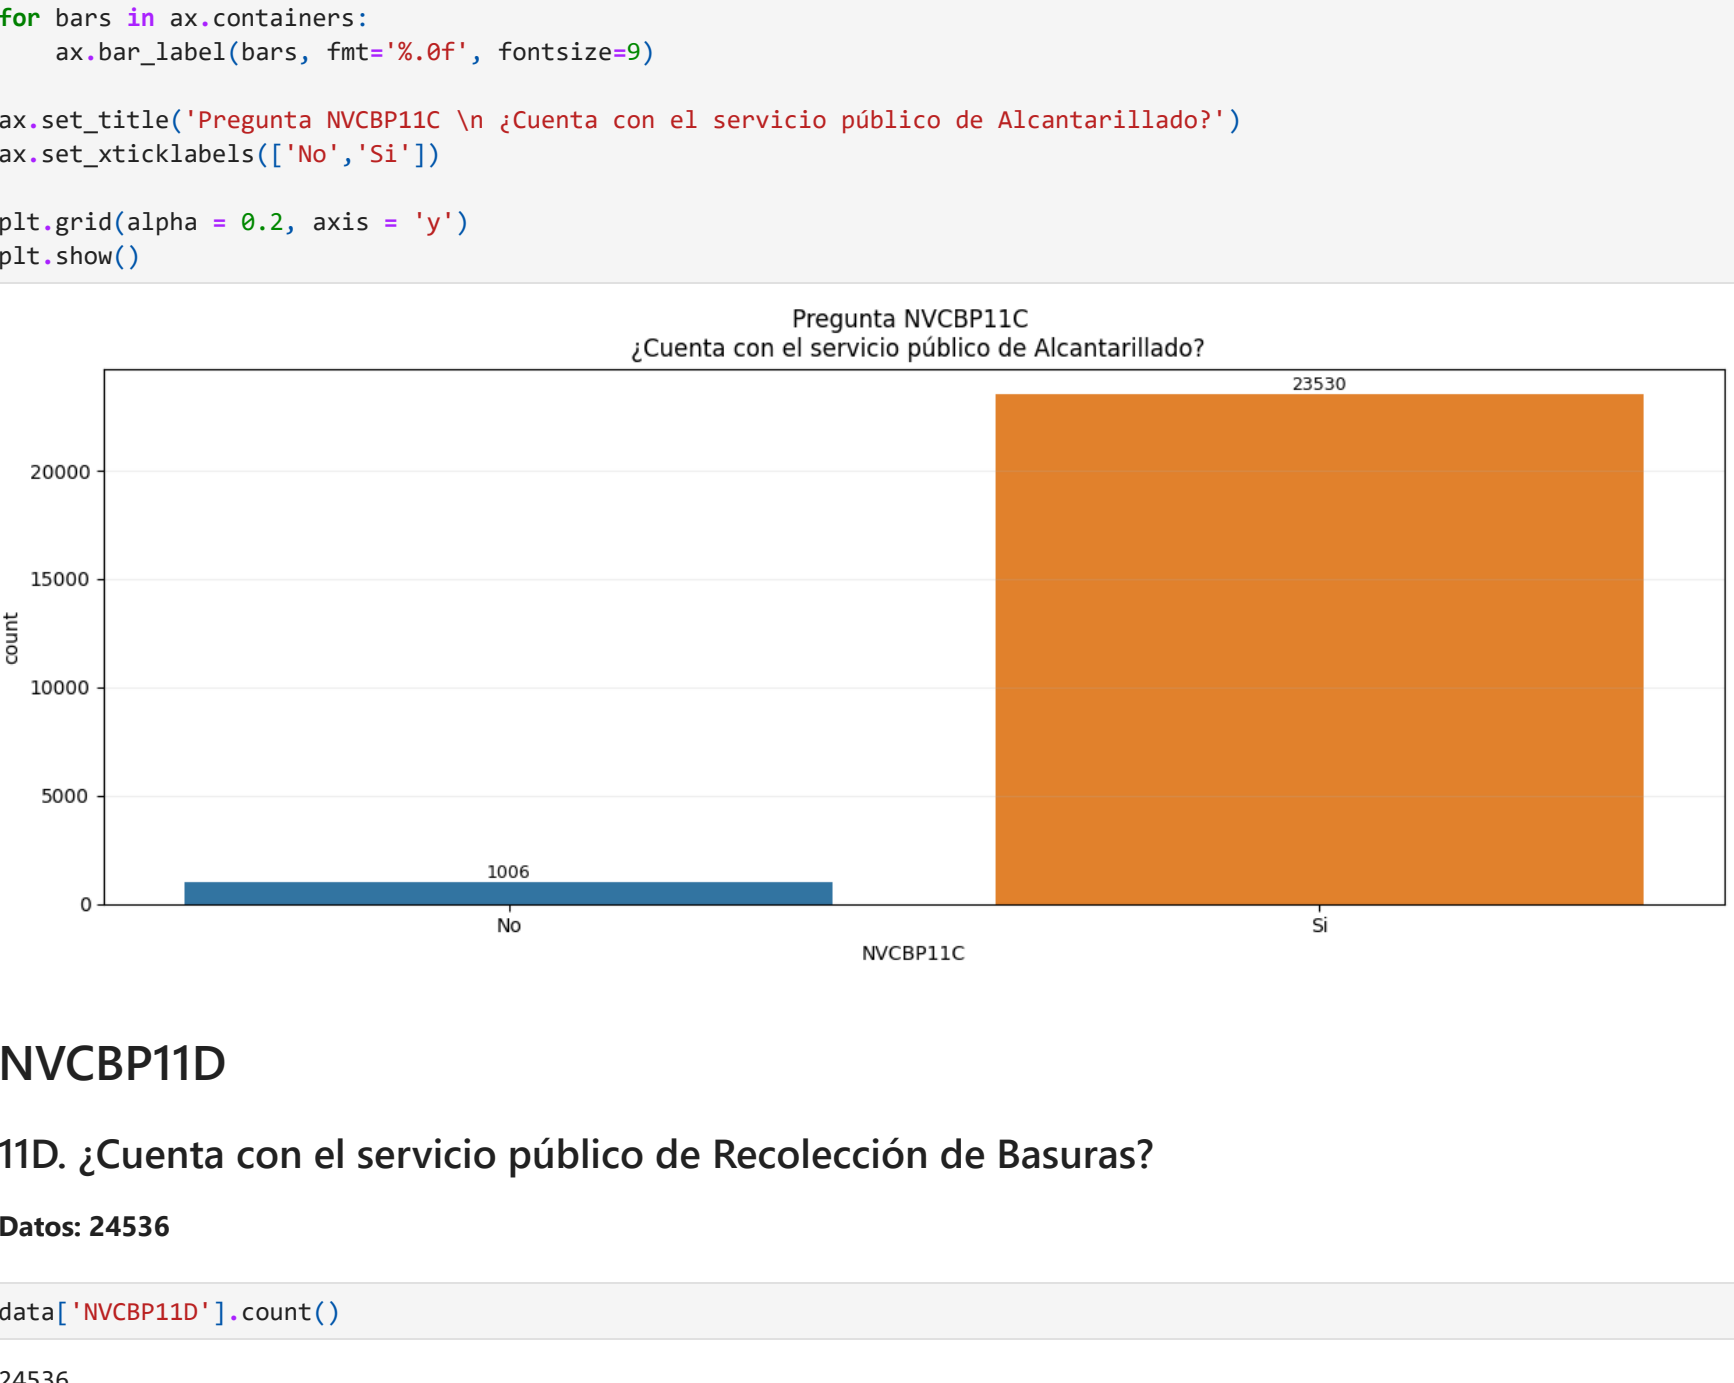 for bars in ax.containers:
    ax.bar_label(bars, fmt='%.0f', fontsize=9)
ax.set_title('Pregunta NVCBP11C \n ¿Cuenta con el servicio público de Alcantarillado?')
ax.set_xticklabels(['No','Si'])
plt.grid(alpha = 0.2, axis = 'y')
plt.show()
Pregunta NVCBP11C
¿Cuenta con el servicio público de Alcantarillado?
23530
20000
15000
count
10000
5000
1006
0
No
Si
NVCBP11C
NVCBP11D
11D. ¿Cuenta con el servicio público de Recolección de Basuras?
Datos: 24536
data['NVCBP11D'].count()
24536